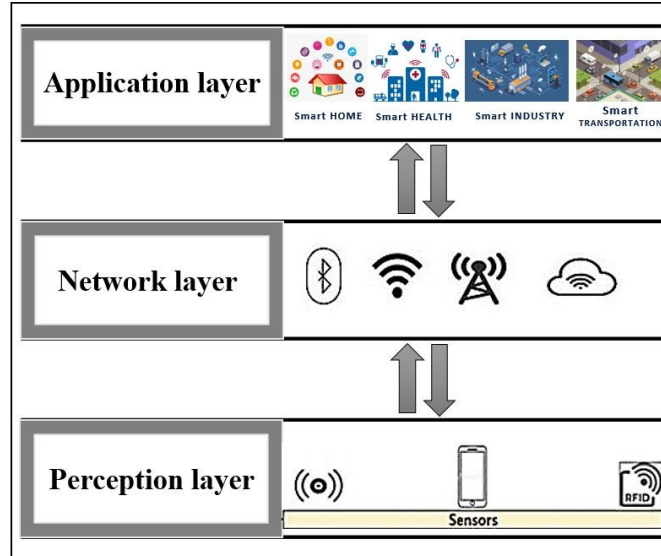 Application layer
Smart HOME
Smart HEALTH
Smart INDUSTRY
Smart
TRANSPORTATION
Network layer
Perception layer
RFID
Sensors